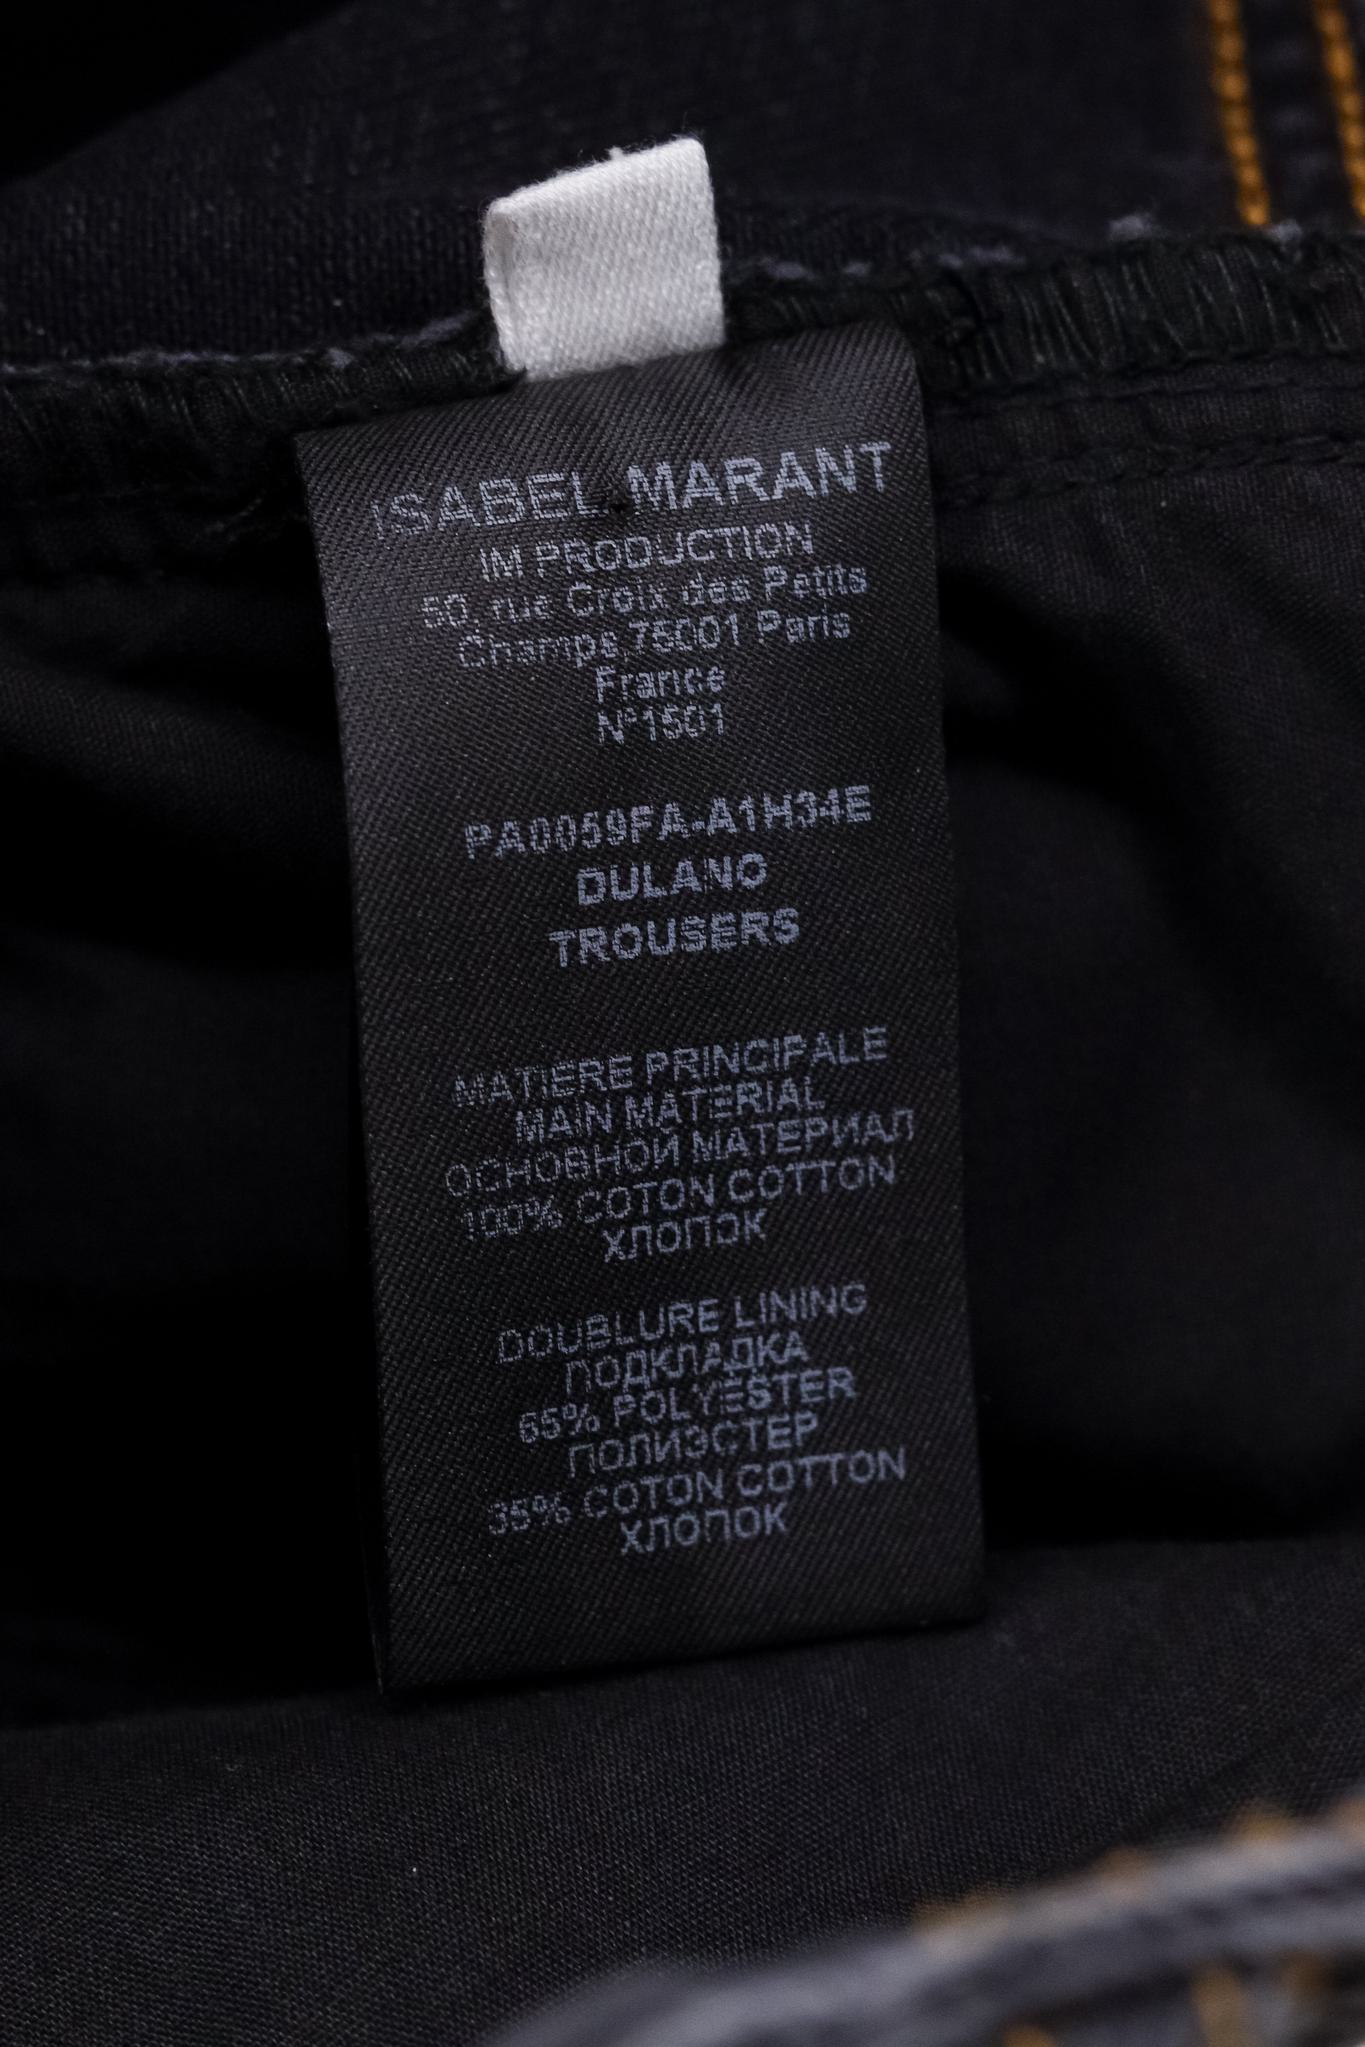 ISABEL MARANT
IM PRODUCTION
50, rue Croix des Petits
Champs 75001 Paris
France
N°1501
PA0059FA-A1H34E
DULANO
TROUSERS
MATIERE PRINCIPALE
MAIN MATERIAL
ОСНОВНОЙ МАТЕРИАЛ
100% COTON COTTON
ХЛОПОК
DOUBLURE LINING
ПОДКЛАДКА
65% POLYESTER
ПОЛИЭСТЕР
35% COTON COTTON
ХЛОПОК